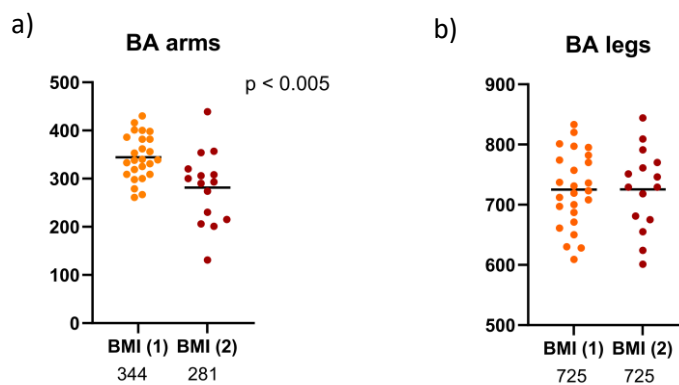 a)
BA arms
p < 0.005
500
400
300
200
100
0
BMI (1) BMI (2)
344 281
b)
BA legs
900
800
700
600
500
BMI (1) BMI (2)
725 725